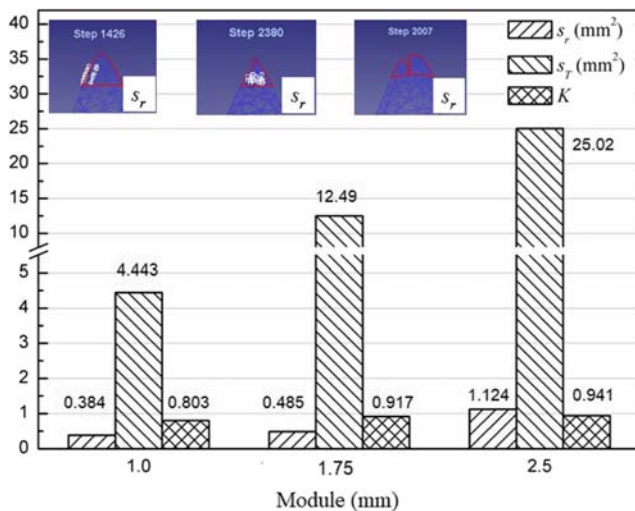 40
35
30
25
20
15
10
5
4
3
2
1
0
Step 1426
s_r
Step 2380
s_r
Step 2007
s_r
s_r (mm²)
s_T (mm²)
K
0.384
4.443
0.803
0.485
12.49
0.917
1.124
25.02
0.941
1.0
1.75
2.5
Module (mm)